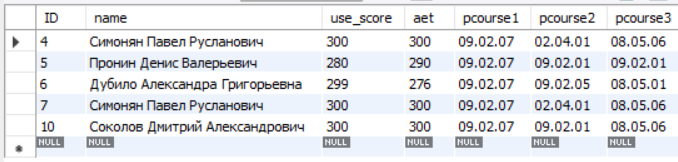 ID name use_score aet pcourse1 pcourse2 pcourse3
4 Симонян Павел Русланович 300 300 09.02.07 02.04.01 08.05.06
5 Пронин Денис Валерьевич 280 290 09.02.07 09.02.01 09.02.01
6 Дубило Александра Григорьевна 299 276 09.02.07 09.02.05 08.05.01
7 Симонян Павел Русланович 300 300 09.02.07 02.04.01 08.05.06
10 Соколов Дмитрий Александрович 300 300 09.02.07 09.02.01 08.05.06
NULL NULL NULL NULL NULL NULL NULL